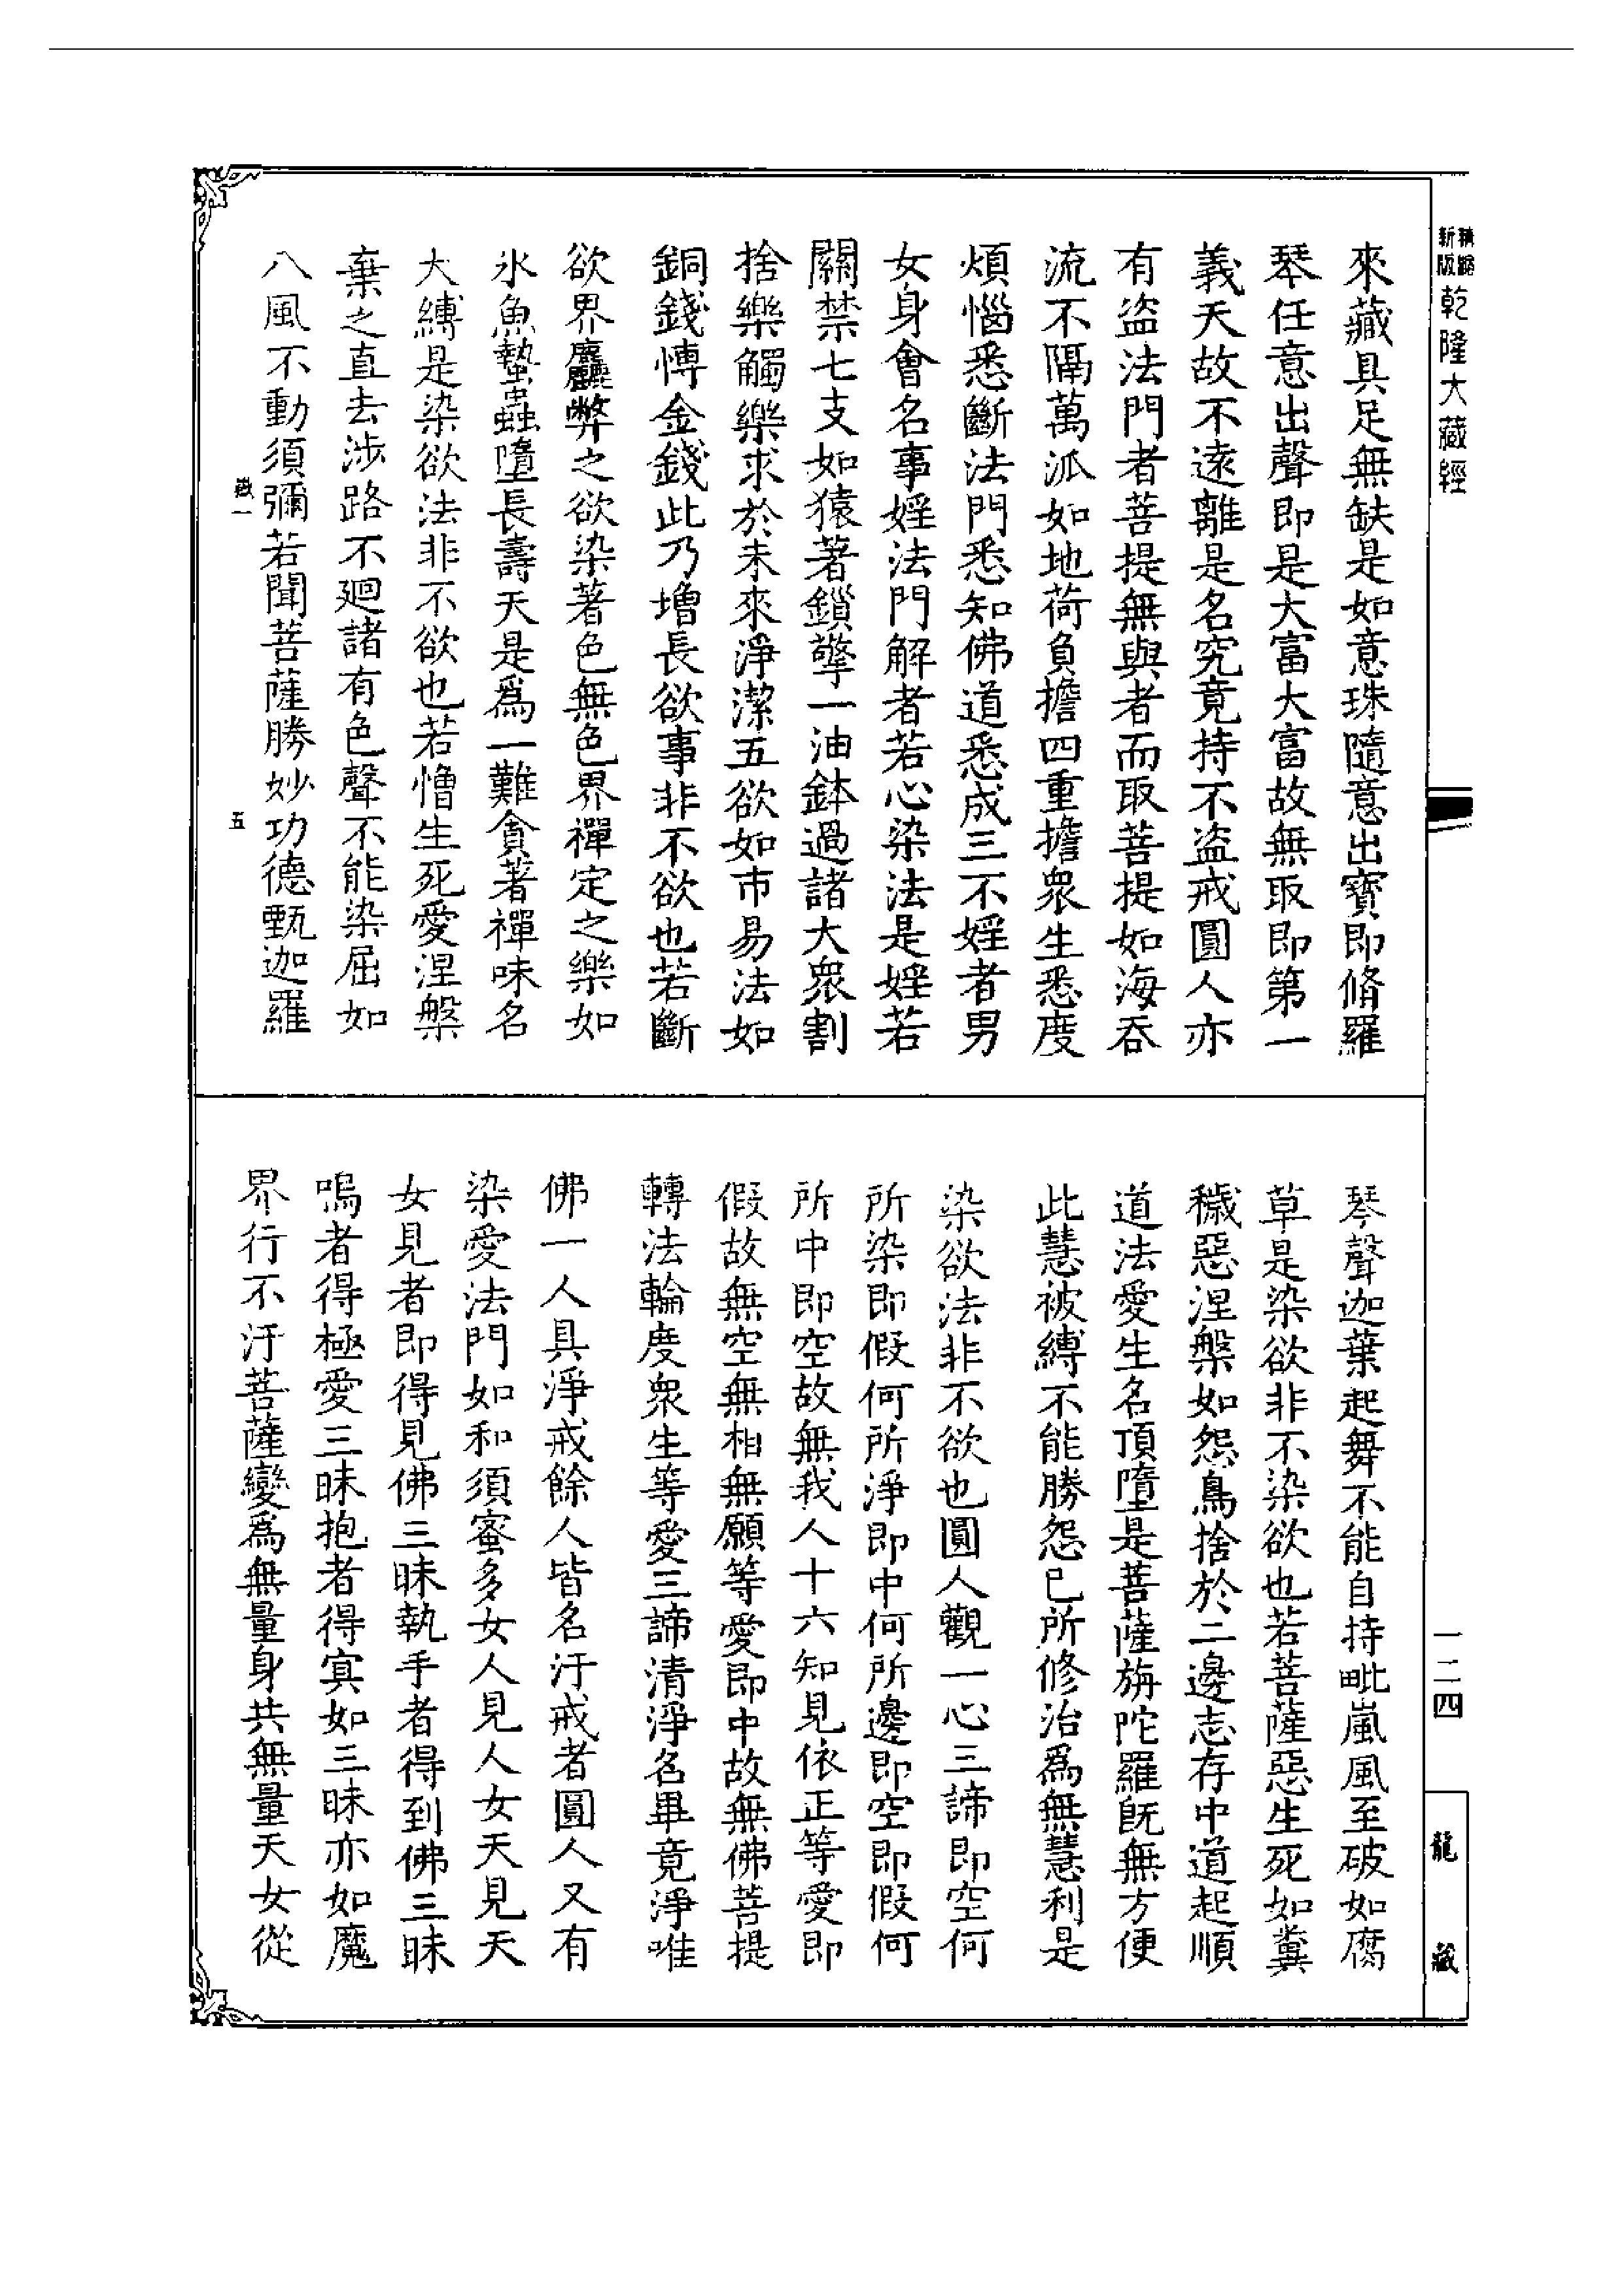 新版
精縮
乾隆大藏經
來藏具足無缺是如意珠隨意出寶即脩羅
琴任意出聲即是大富大富故無取即第一
義天故不遠離是名究竟持不盜戒圓人亦
有盜法門者菩提無與者而取菩提如海吞
流不隔萬派如地荷負擔四重擔眾生悉度
煩惱悉斷法門悉知佛道悉成三不婬者男
女身會名事婬法門解者若心染法是婬若
關禁七支如猿著鎖擎一油鉢過諸大眾割
捨樂觸樂求於未來淨潔五欲如市易法如
銅錢博金錢此乃增長欲事非不欲也若斷
欲界麤弊之欲染著色無色界禪定之樂如
氷魚蟄蟲墮長壽天是爲一難貪著禪味名
大縛是染欲法非不欲也若憎生死愛涅槃
棄之直去涉路不廻諸有色聲不能染屈如
八風不動須彌若聞菩薩勝妙功德甄迦羅
五
琴聲迦葉起舞不能自持毗嵐風至破如腐
草是染欲非不染欲也若菩薩惡生死如糞
穢惡涅槃如怨鳥捨於二邊志存中道起順
道法愛生名頂墮是菩薩旃陀羅既無方便
此慧被縛不能勝怨己所修治爲無慧利是
染欲法非不欲也圓人觀一心三諦即空何
所染即假何所淨即中何所邊即空即假何
所中即空故無我人十六知見依正等愛即
假故無空無相無願等愛即中故無佛菩提
轉法輪度衆生等愛三諦清淨名畢竟淨唯
佛一人具淨戒餘人皆名汙戒者圓人又有
染愛法門如和須蜜多女人見人女天見天
女見者即得見佛三昧執手者得到佛三昧
嗚者得極愛三昧抱者得寘如三昧亦如魔
界行不汙菩薩變爲無量身共無量天女從
一二四
龍藏